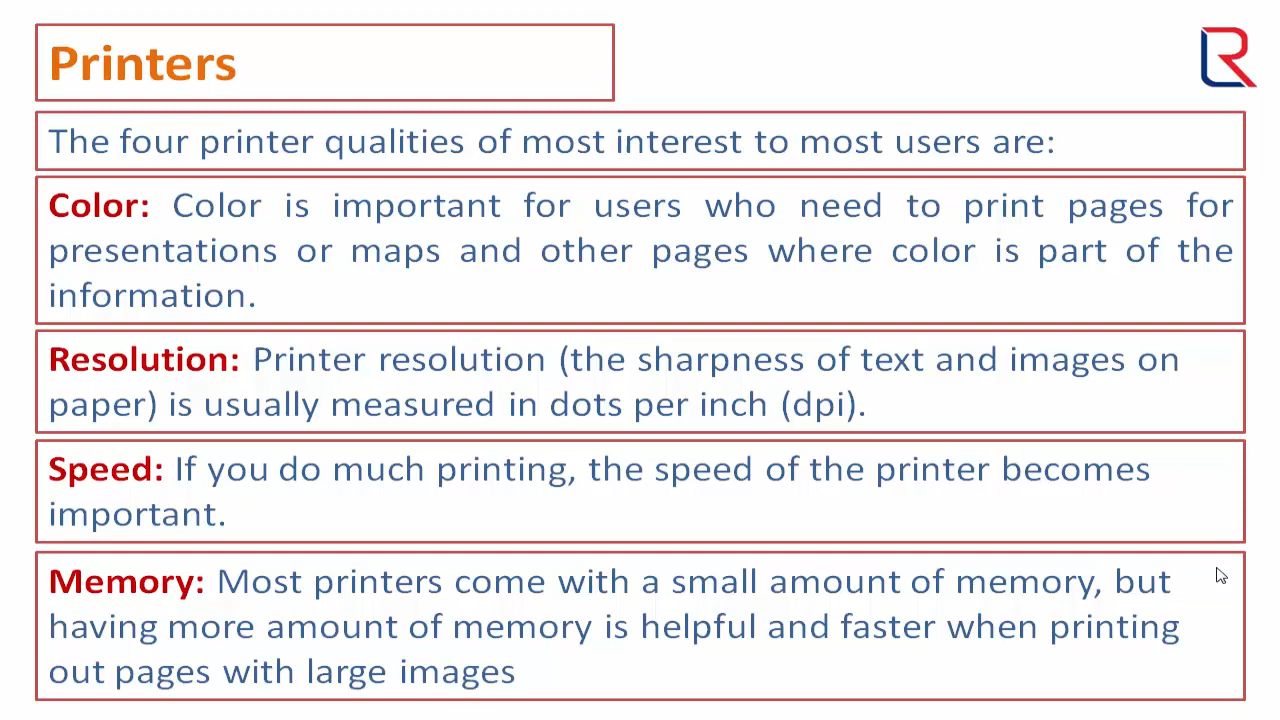 Printers
The four printer qualities of most interest to most users are:
Color: Color is important for users who need to print pages for
presentations or maps and other pages where color is part of the
information.
Resolution: Printer resolution (the sharpness of text and images on
paper) is usually measured in dots per inch (dpi).
Speed: If you do much printing, the speed of the printer becomes
important.
Memory: Most printers come with a small amount of memory, but
having more amount of memory is helpful and faster when printing
out pages with large images